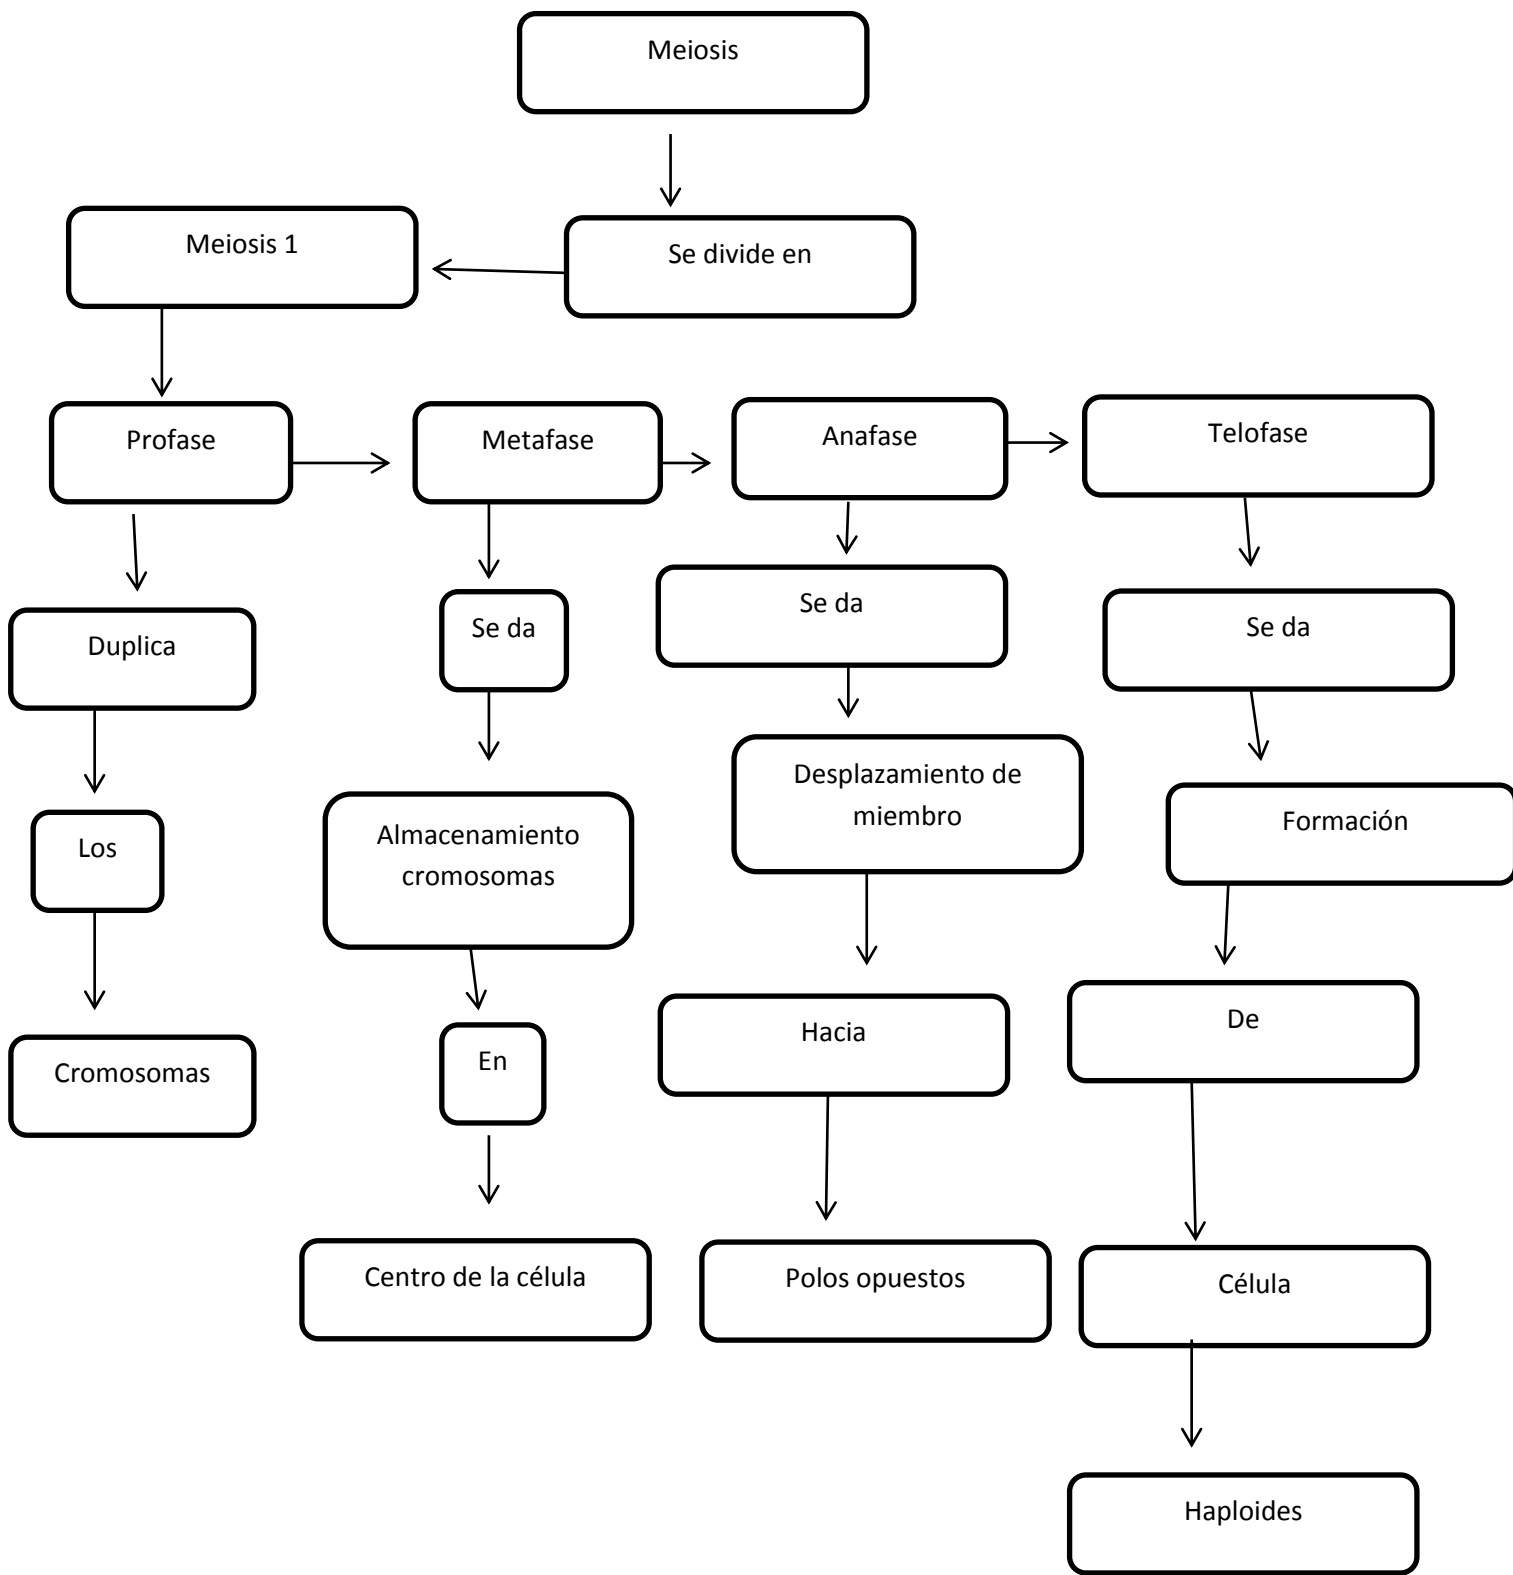 Meiosis
Meiosis 1
Se divide en
Profase
Metafase
Anafase
Telofase
Duplica
Se da
Se da
Se da
Los
Almacenamiento
cromosomas
Desplazamiento de
miembro
Formación
Cromosomas
En
Hacia
De
Centro de la célula
Polos opuestos
Célula
Haploides